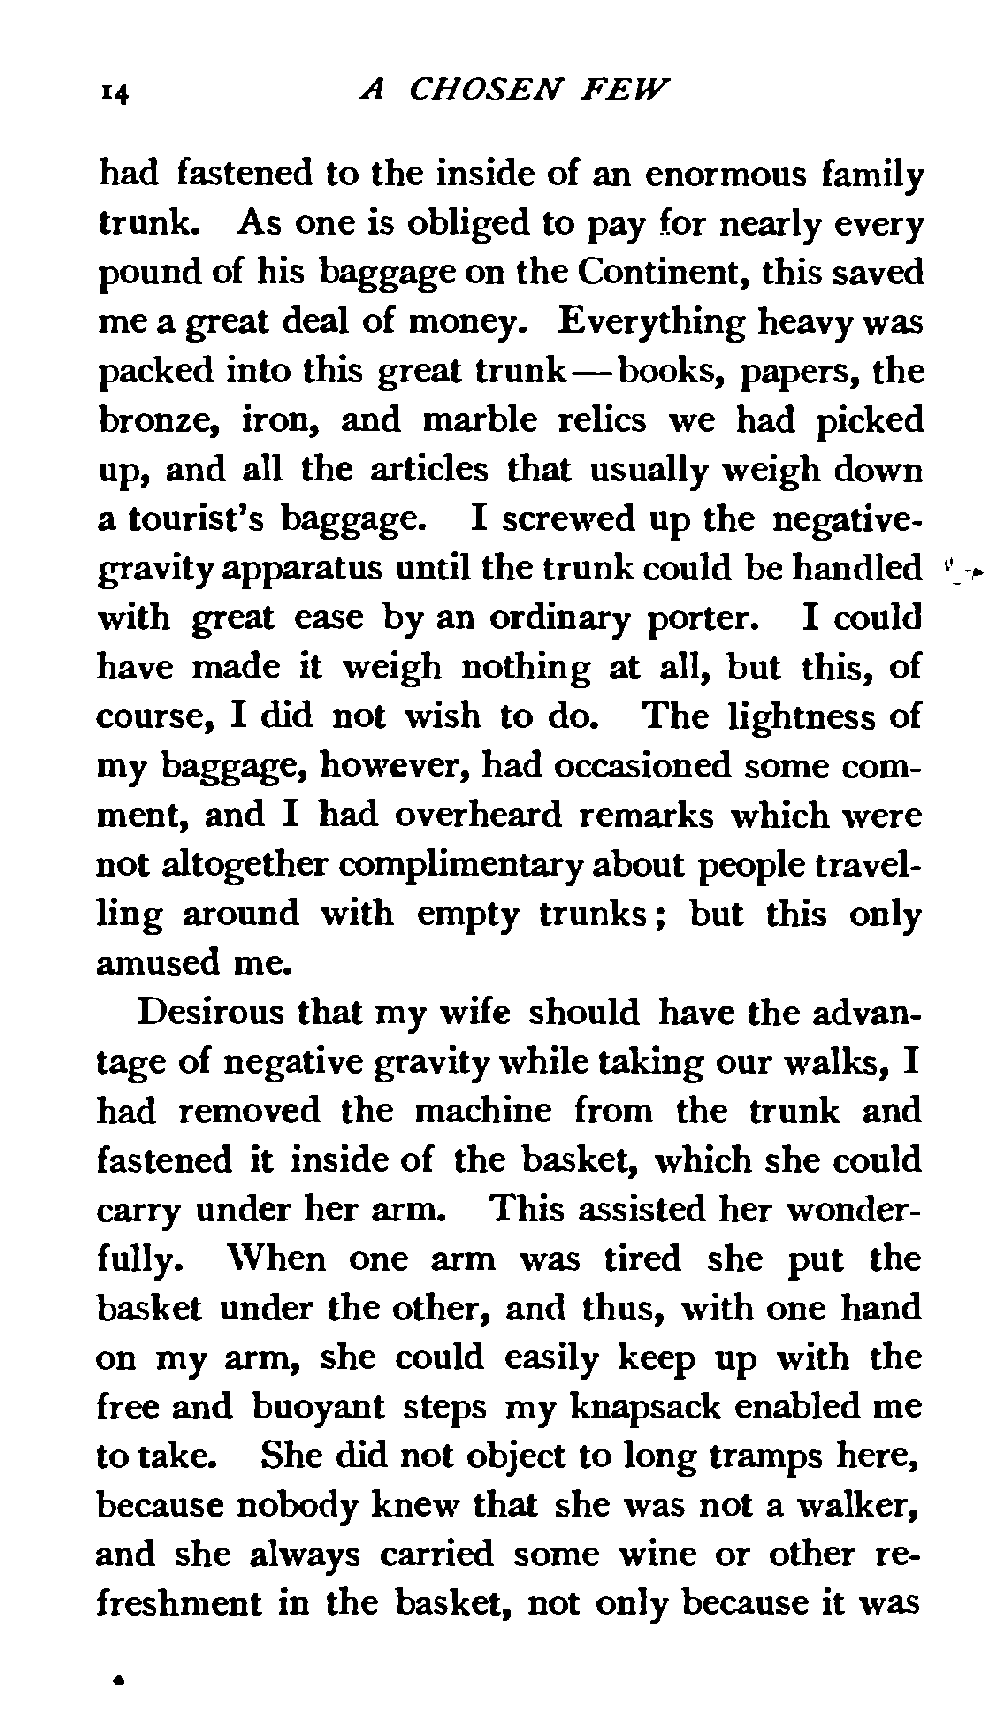 14 A CHOSEN FEW
had fastened to the inside of an enormous family
trunk. As one is obliged to pay for nearly every
pound of his baggage on the Continent, this saved
me a great deal of money. Everything heavy was
packed into this great trunk—books, papers, the
bronze, iron, and marble relics we had picked
up, and all the articles that usually weigh down
a tourist's baggage. I screwed up the negative-
gravity apparatus until the trunk could be handled
with great ease by an ordinary porter. I could
have made it weigh nothing at all, but this, of
course, I did not wish to do. The lightness of
my baggage, however, had occasioned some com-
ment, and I had overheard remarks which were
not altogether complimentary about people travel-
ling around with empty trunks; but this only
amused me.
Desirous that my wife should have the advan-
tage of negative gravity while taking our walks, I
had removed the machine from the trunk and
fastened it inside of the basket, which she could
carry under her arm. This assisted her wonder-
fully. When one arm was tired she put the
basket under the other, and thus, with one hand
on my arm, she could easily keep up with the
free and buoyant steps my knapsack enabled me
to take. She did not object to long tramps here,
because nobody knew that she was not a walker,
and she always carried some wine or other re-
freshment in the basket, not only because it was